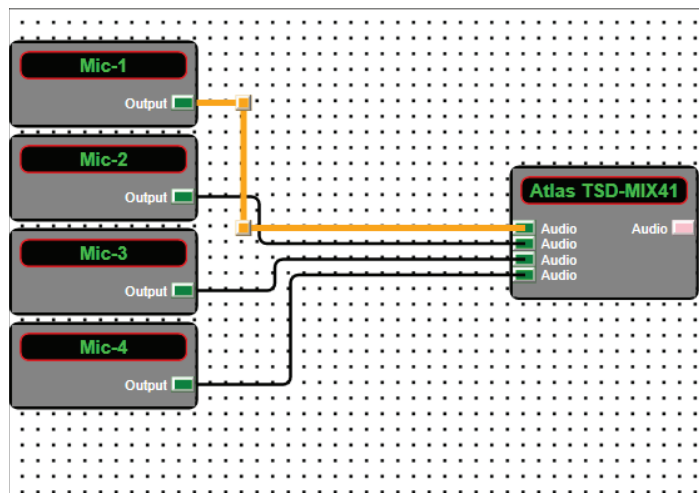 Mic-1
Output
Mic-2
Output
Mic-3
Output
Mic-4
Output
Atlas TSD-MIX41
Audio Audio
Audio
Audio
Audio